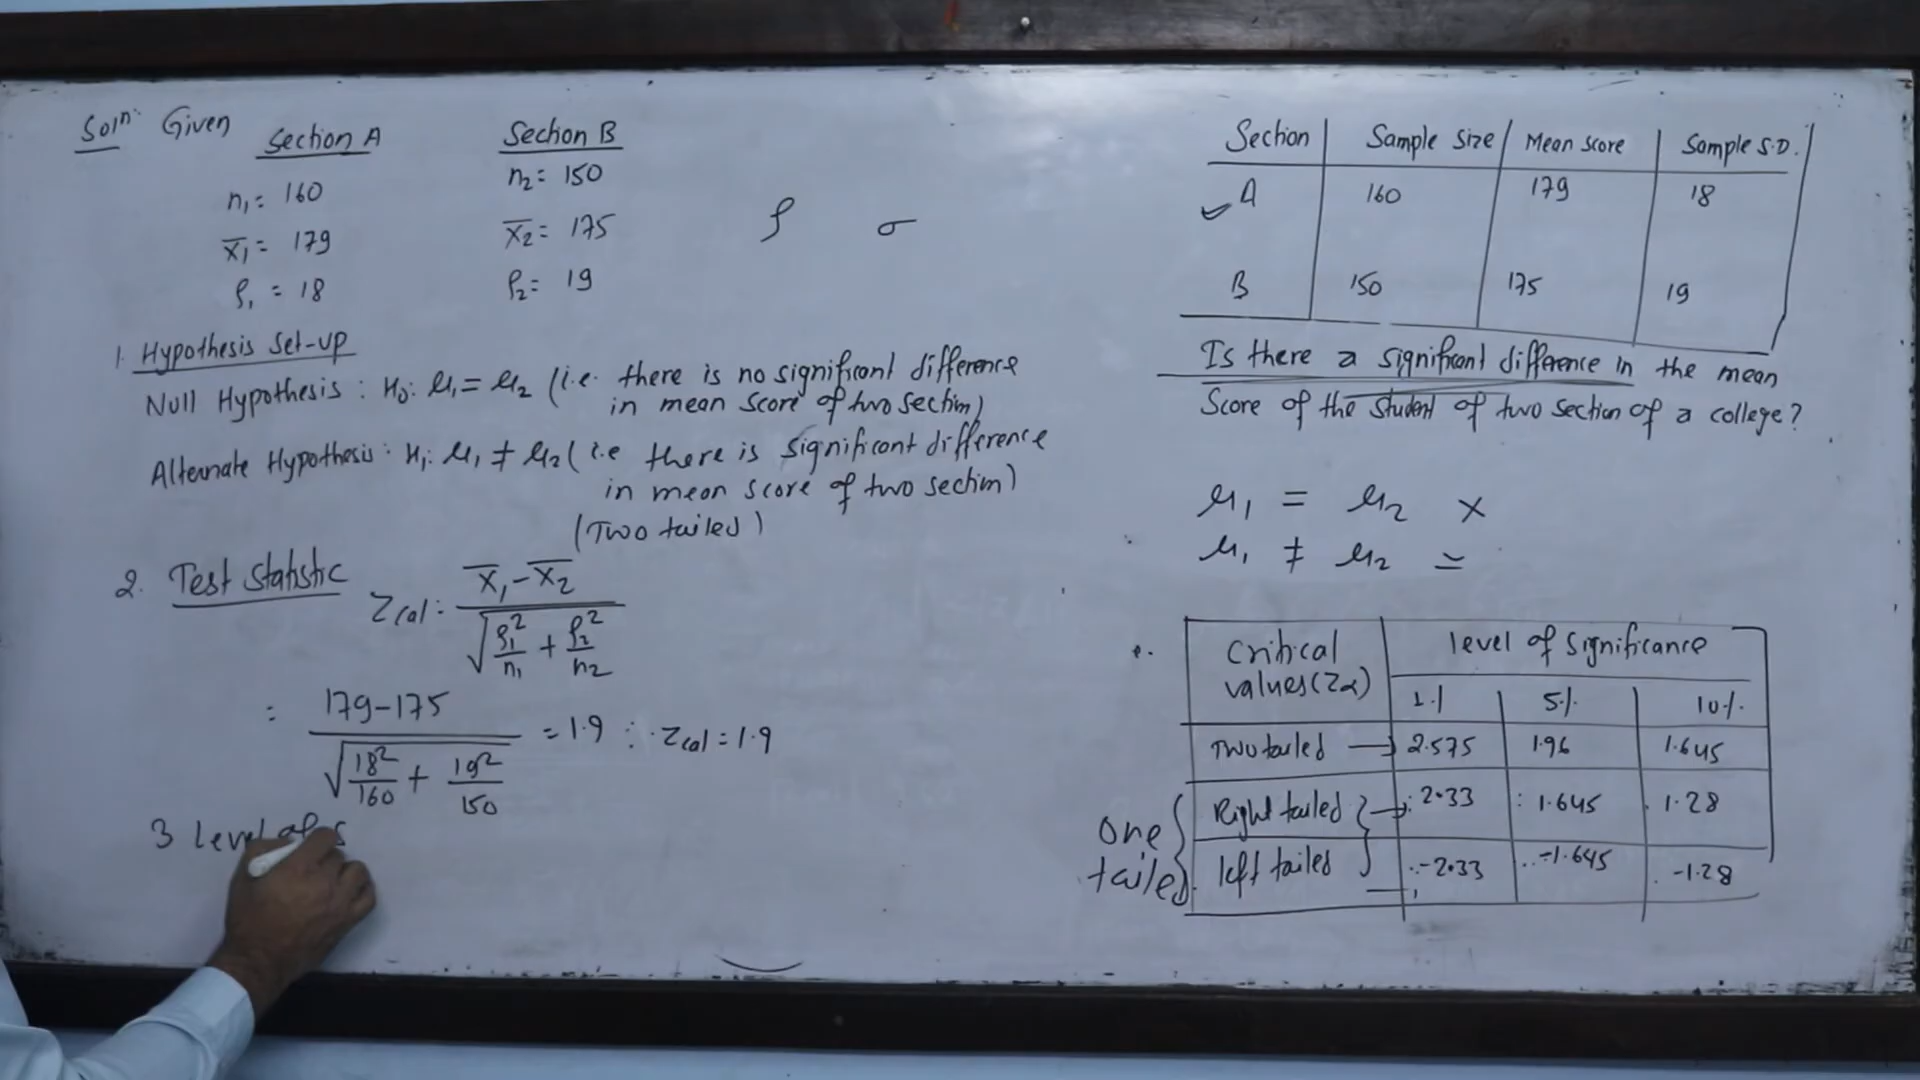 Soln: Given
Section A
Section B
n₁ = 160
n₂ = 150
x̄₁ = 179
x̄₂ = 175
ρ₁ = 18
ρ₂ = 19
ρ σ
1. Hypothesis Set-up
Null Hypothesis : H₀: μ₁ = μ₂ (i.e. there is no significant difference
in mean score of two section)
Alternate Hypothesis : H₁: μ₁ ≠ μ₂ (i.e there is significant difference
in mean score of two section)
(Two tailed)
2. Test Statistic
Zcal = (x̄₁ - x̄₂) / √(ρ₁²/n₁ + ρ₂²/n₂)
= (179-175) / √(18²/160 + 19²/150) = 1.9 ∴ Zcal = 1.9
3 Level of s
Section | Sample Size | Mean score | Sample S.D.
A | 160 | 179 | 18
B | 150 | 175 | 19
Is there a significant difference in the mean
Score of the student of two section of a college?
μ₁ = μ₂ ×
μ₁ ≠ μ₂
Critical values (Zα) | level of Significance
1% | 5% | 10%
Two tailed → 2.575 | 1.96 | 1.645
One tailed
Right tailed → 2.33 | 1.645 | 1.28
left tailed → -2.33 | -1.645 | -1.28